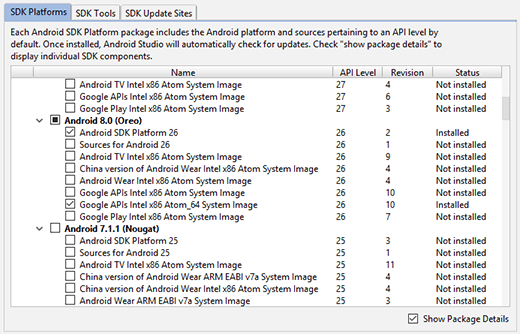 SDK Platforms SDK Tools SDK Update Sites
Each Android SDK Platform package includes the Android platform and sources pertaining to an API level by
default. Once installed, Android Studio will automatically check for updates. Check "show package details" to
display individual SDK components.
Name API Level Revision Status
Android TV Intel x86 Atom System Image 27 4 Not installed
Google APIs Intel x86 Atom System Image 27 6 Not installed
Google Play Intel x86 Atom System Image 27 3 Not installed
Android 8.0 (Oreo)
Android SDK Platform 26 26 2 Installed
Sources for Android 26 26 1 Not installed
Android TV Intel x86 Atom System Image 26 9 Not installed
China version of Android Wear Intel x86 Atom System Image 26 4 Not installed
Android Wear Intel x86 Atom System Image 26 4 Not installed
Google APIs Intel x86 Atom System Image 26 10 Not installed
Google APIs Intel x86 Atom_64 System Image 26 10 Installed
Google Play Intel x86 Atom System Image 26 7 Not installed
Android 7.1.1 (Nougat)
Android SDK Platform 25 25 3 Not installed
Sources for Android 25 25 1 Not installed
Android TV Intel x86 Atom System Image 25 11 Not installed
China version of Android Wear ARM EABI v7a System Image 25 4 Not installed
China version of Android Wear Intel x86 Atom System Image 25 4 Not installed
Android Wear ARM EABI v7a System Image 25 3 Not installed
Show Package Details